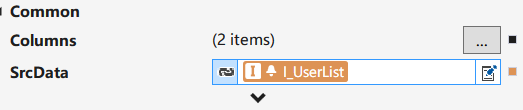 Common
Columns (2 items) ...
SrcData I I_UserList